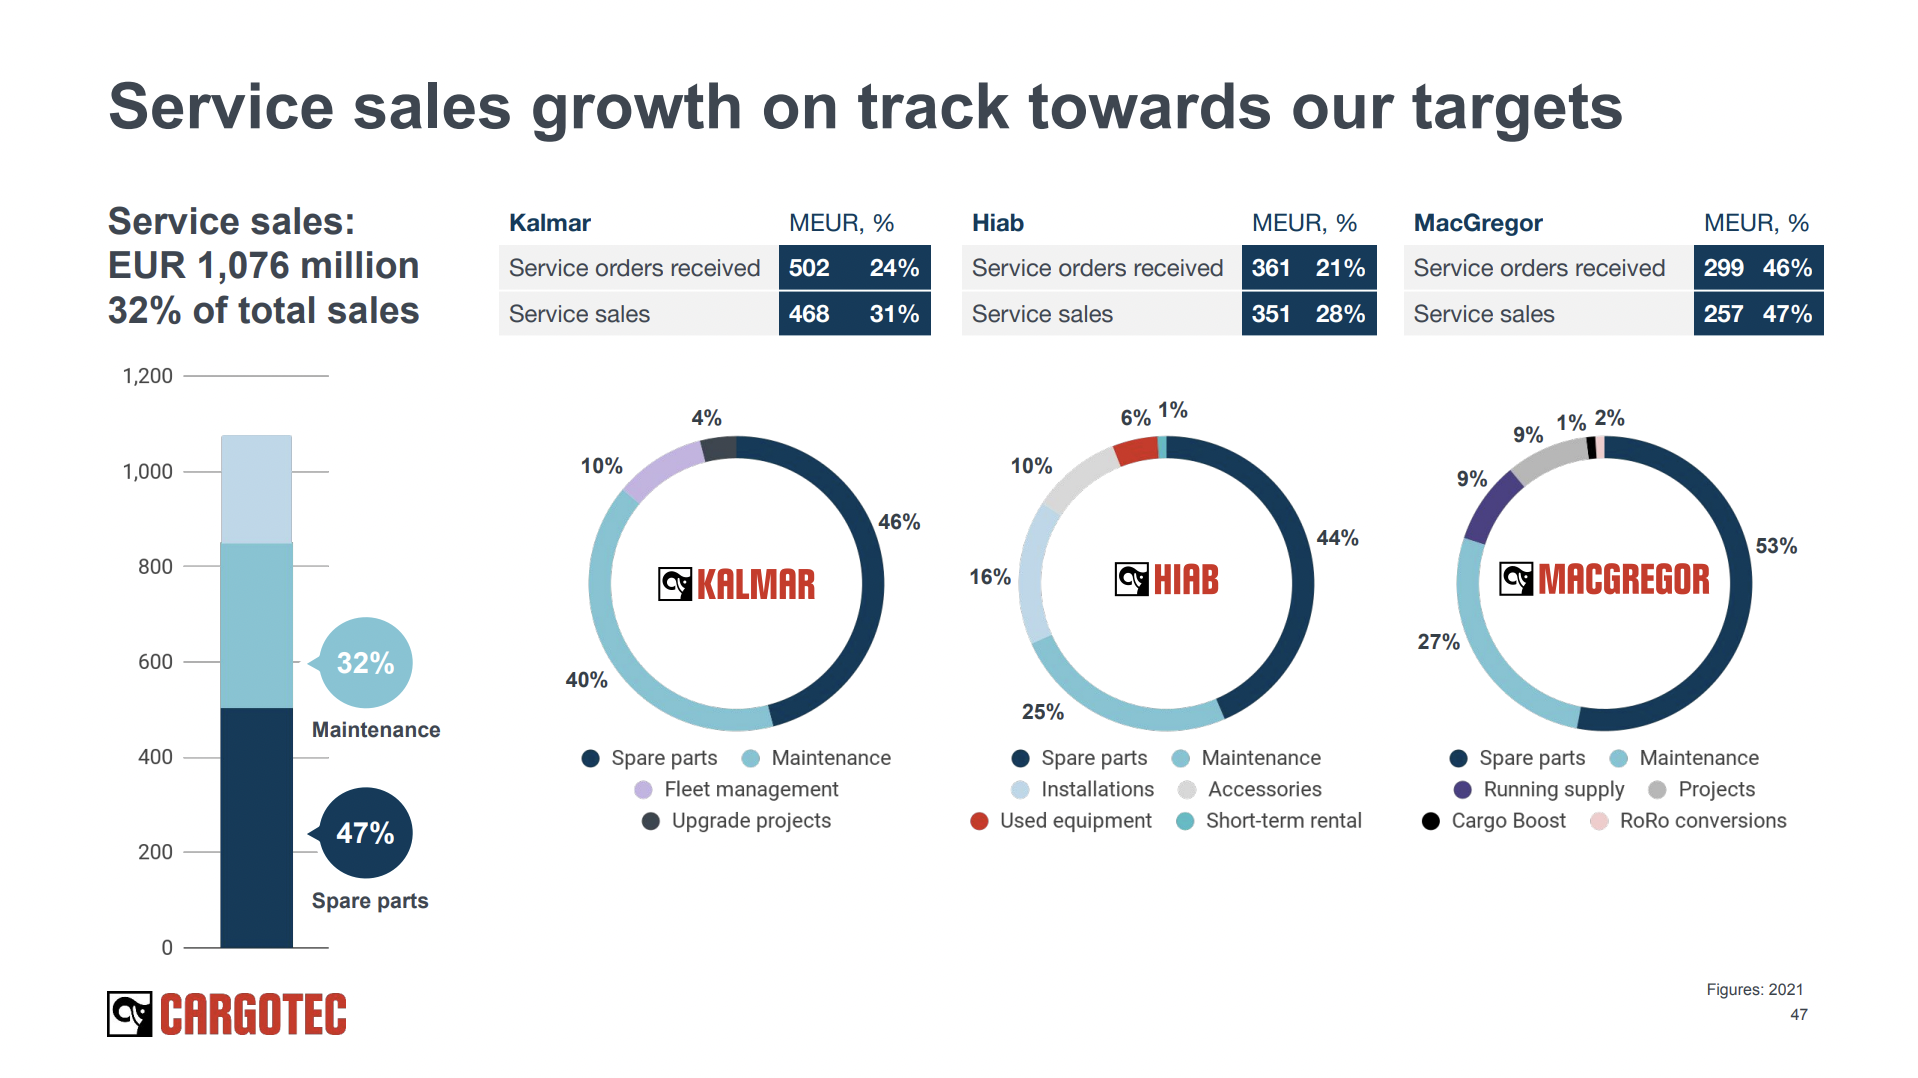 Service sales growth on track towards our targets
Service sales:
EUR 1,076 million
32% of total sales
Kalmar MEUR, %
Service orders received 502 24%
Service sales 468 31%
Hiab MEUR, %
Service orders received 361 21%
Service sales 351 28%
MacGregor MEUR, %
Service orders received 299 46%
Service sales 257 47%
1,200
1,000
800
600
400
200
0
32%
Maintenance
47%
Spare parts
4%
10%
46%
40%
KALMAR
Spare parts Maintenance
Fleet management
Upgrade projects
6% 1%
10%
44%
16%
25%
HIAB
Spare parts Maintenance
Installations Accessories
Used equipment Short-term rental
9% 1% 2%
9%
53%
27%
MACGREGOR
Spare parts Maintenance
Running supply Projects
Cargo Boost RoRo conversions
CARGOTEC
Figures: 2021
47